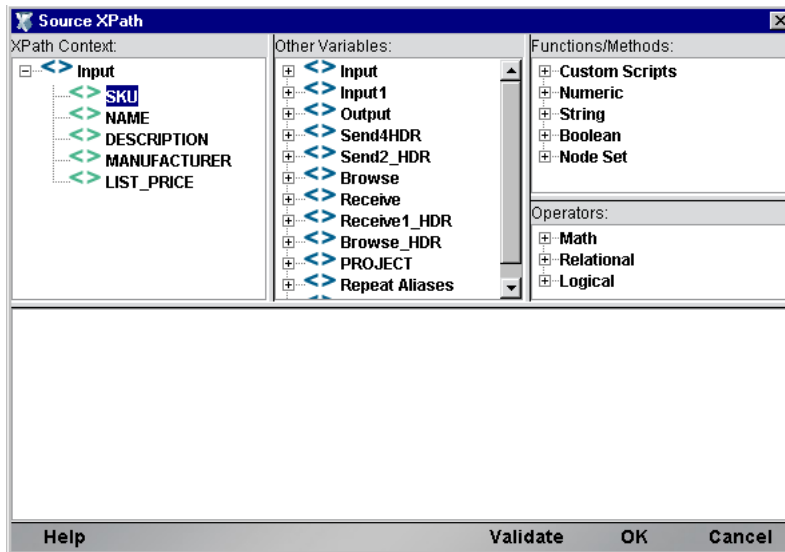 Source XPath
XPath Context:
Input
SKU
NAME
DESCRIPTION
MANUFACTURER
LIST_PRICE
Other Variables:
Input
Input1
Output
Send4HDR
Send2_HDR
Browse
Receive
Receive1_HDR
Browse_HDR
PROJECT
Repeat Aliases
Functions/Methods:
Custom Scripts
Numeric
String
Boolean
Node Set
Operators:
Math
Relational
Logical
Help Validate OK Cancel